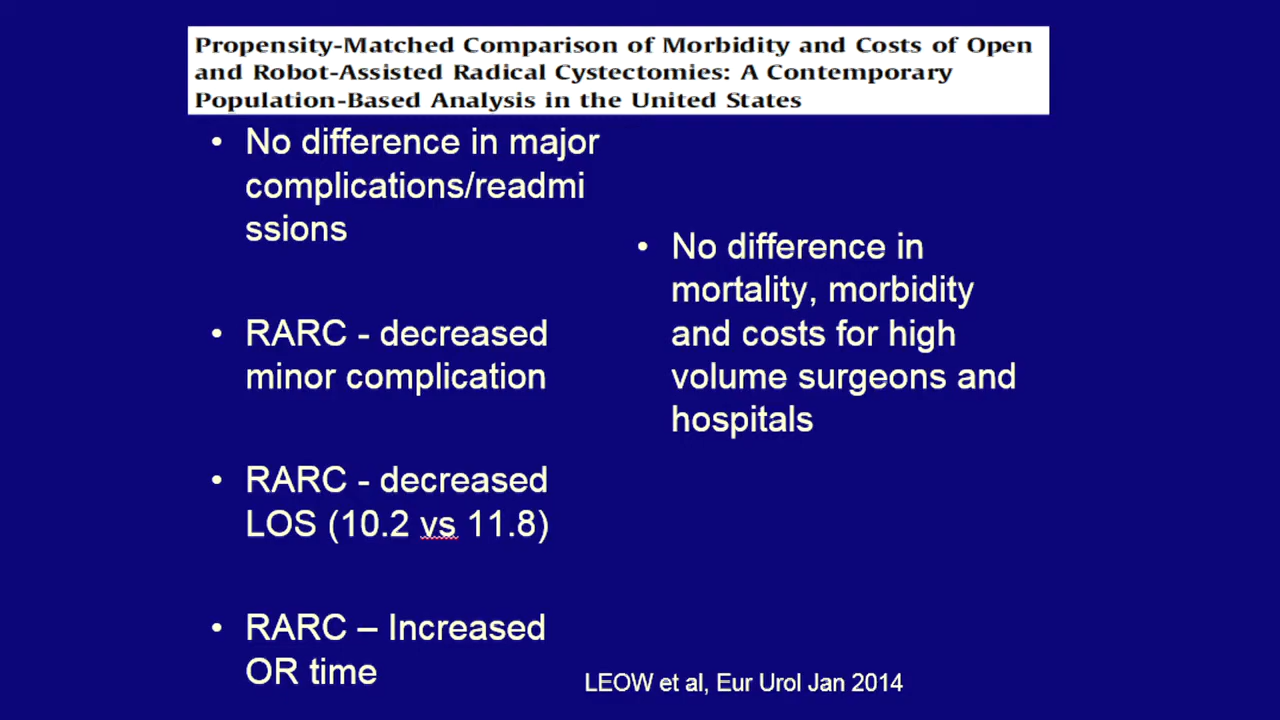 Propensity-Matched Comparison of Morbidity and Costs of Open
and Robot-Assisted Radical Cystectomies: A Contemporary
Population-Based Analysis in the United States
• No difference in major
complications/readmi
ssions
• RARC - decreased
minor complication
• RARC - decreased
LOS (10.2 vs 11.8)
• RARC – Increased
OR time
• No difference in
mortality, morbidity
and costs for high
volume surgeons and
hospitals
LEOW et al, Eur Urol Jan 2014